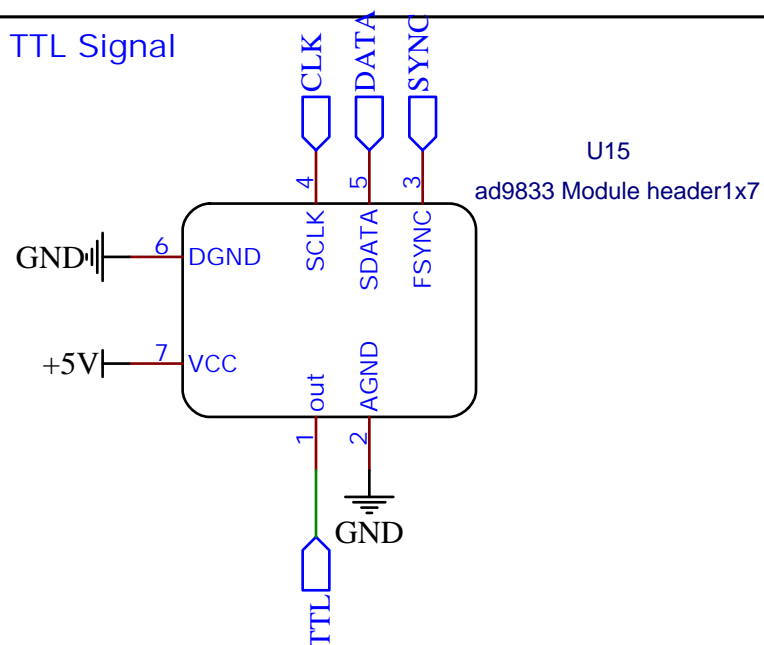 TTL Signal
CLK
DATA
SYNC
U15
ad9833 Module header1x7
4
5
3
SCLK
SDATA
FSYNC
GND
6
DGND
+5V
7
VCC
out
AGND
1
2
GND
TTL